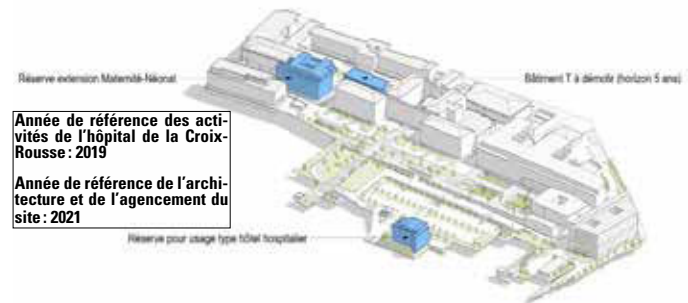 Réserve extension Maternité-Néonat
Bâtiment T à démolir (horizon 5 ans)
Année de référence des acti-
vités de l'hôpital de la Croix-
Rousse : 2019
Année de référence de l'archi-
tecture et de l'agencement du
site : 2021
Réserve pour usage type hôtel hospitalier